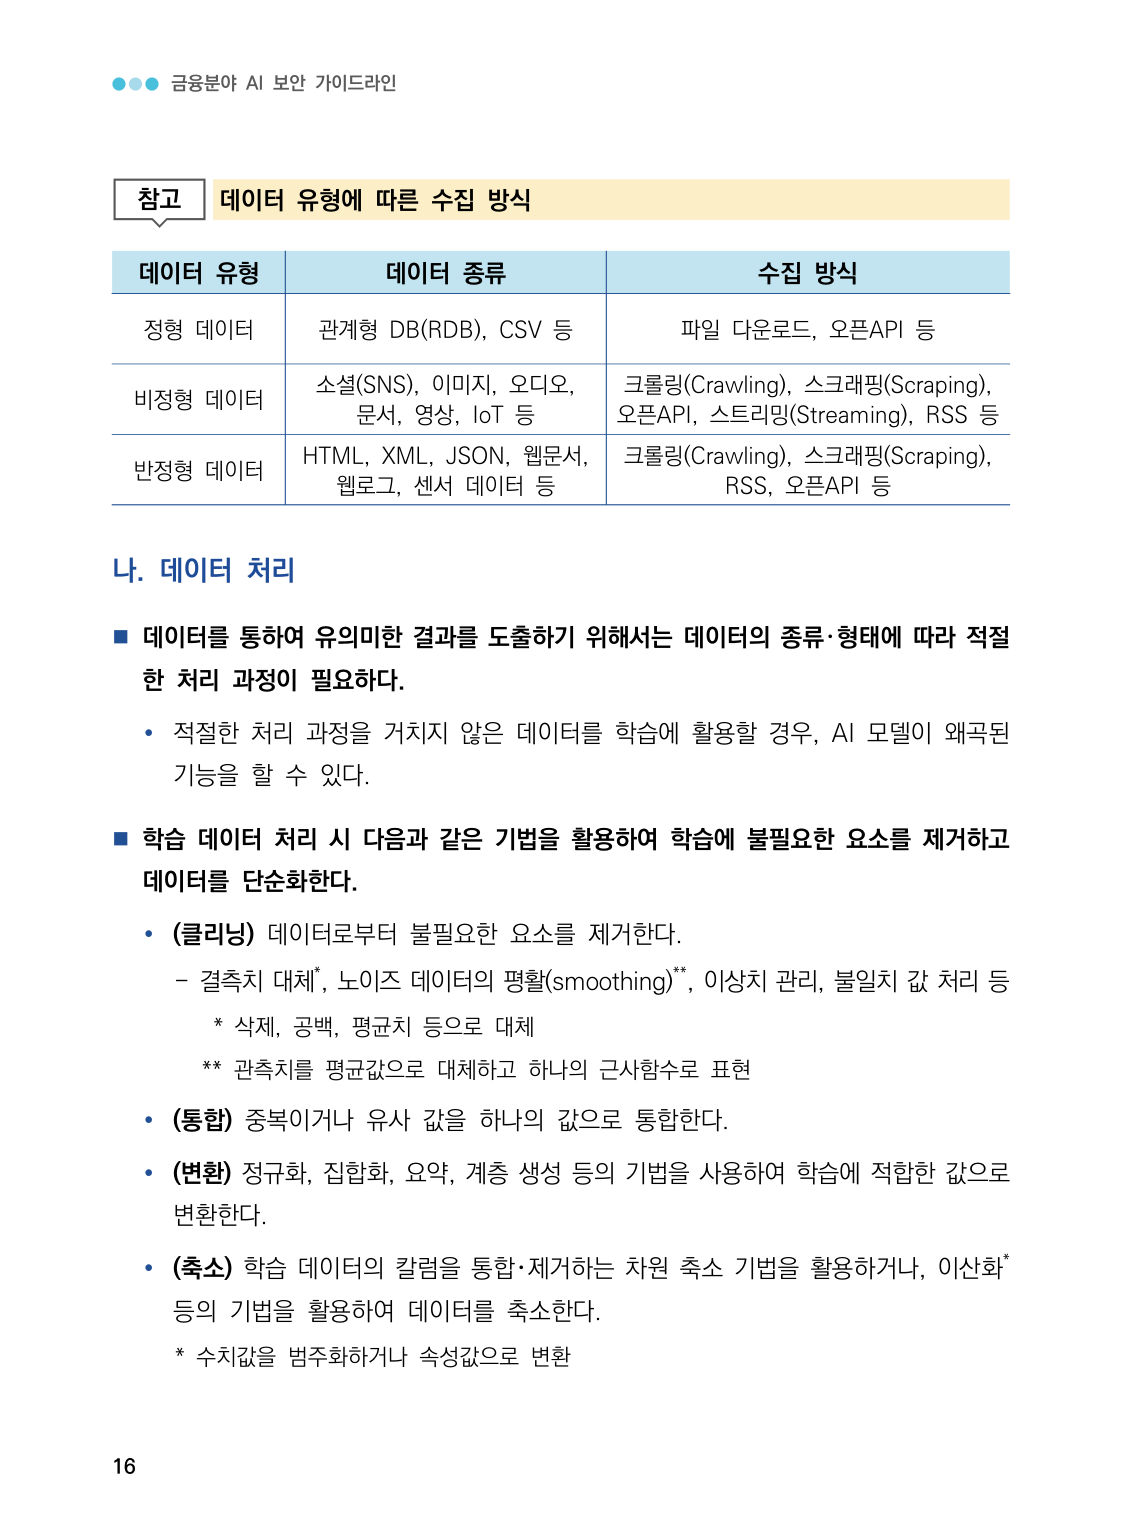 금융분야 AI 보안 가이드라인
참고 데이터 유형에 따른 수집 방식
데이터 유형 데이터 종류 수집 방식
정형 데이터 관계형 DB(RDB), CSV 등 파일 다운로드, 오픈API 등
비정형 데이터 소셜(SNS), 이미지, 오디오, 문서, 영상, IoT 등 크롤링(Crawling), 스크래핑(Scraping), 오픈API, 스트리밍(Streaming), RSS 등
반정형 데이터 HTML, XML, JSON, 웹문서, 웹로그, 센서 데이터 등 크롤링(Crawling), 스크래핑(Scraping), RSS, 오픈API 등
나. 데이터 처리
■ 데이터를 통하여 유의미한 결과를 도출하기 위해서는 데이터의 종류·형태에 따라 적절
한 처리 과정이 필요하다.
• 적절한 처리 과정을 거치지 않은 데이터를 학습에 활용할 경우, AI 모델이 왜곡된
기능을 할 수 있다.
■ 학습 데이터 처리 시 다음과 같은 기법을 활용하여 학습에 불필요한 요소를 제거하고
데이터를 단순화한다.
• (클리닝) 데이터로부터 불필요한 요소를 제거한다.
– 결측치 대체*, 노이즈 데이터의 평활(smoothing)**, 이상치 관리, 불일치 값 처리 등
* 삭제, 공백, 평균치 등으로 대체
** 관측치를 평균값으로 대체하고 하나의 근사함수로 표현
• (통합) 중복이거나 유사 값을 하나의 값으로 통합한다.
• (변환) 정규화, 집합화, 요약, 계층 생성 등의 기법을 사용하여 학습에 적합한 값으로
변환한다.
• (축소) 학습 데이터의 칼럼을 통합·제거하는 차원 축소 기법을 활용하거나, 이산화*
등의 기법을 활용하여 데이터를 축소한다.
* 수치값을 범주화하거나 속성값으로 변환
16